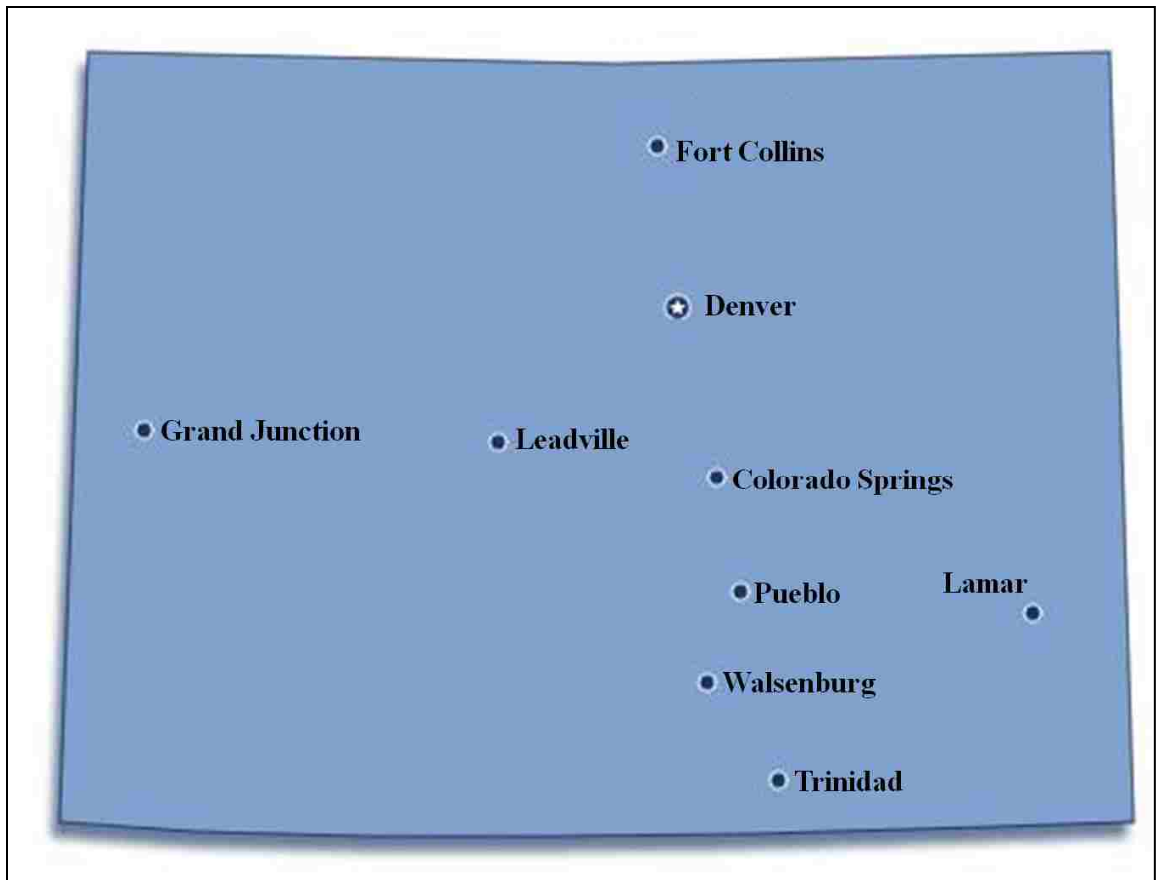 Fort Collins
Denver
Grand Junction
Leadville
Colorado Springs
Lamar
Pueblo
Walsenburg
Trinidad